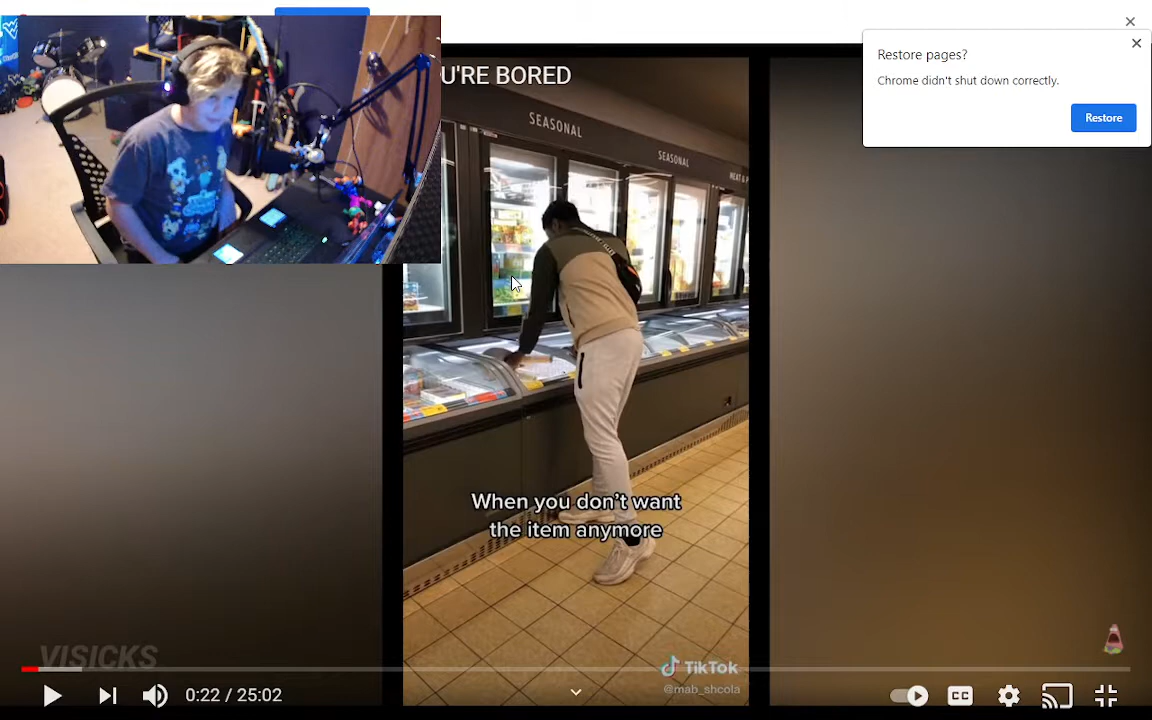 U'RE BORED
Restore pages?
Chrome didn't shut down correctly.
Restore
SEASONAL
SEASONAL
MEAT &
When you don't want
the item anymore
VISICKS
TikTok
@mab_shcola
0:22 / 25:02
CC